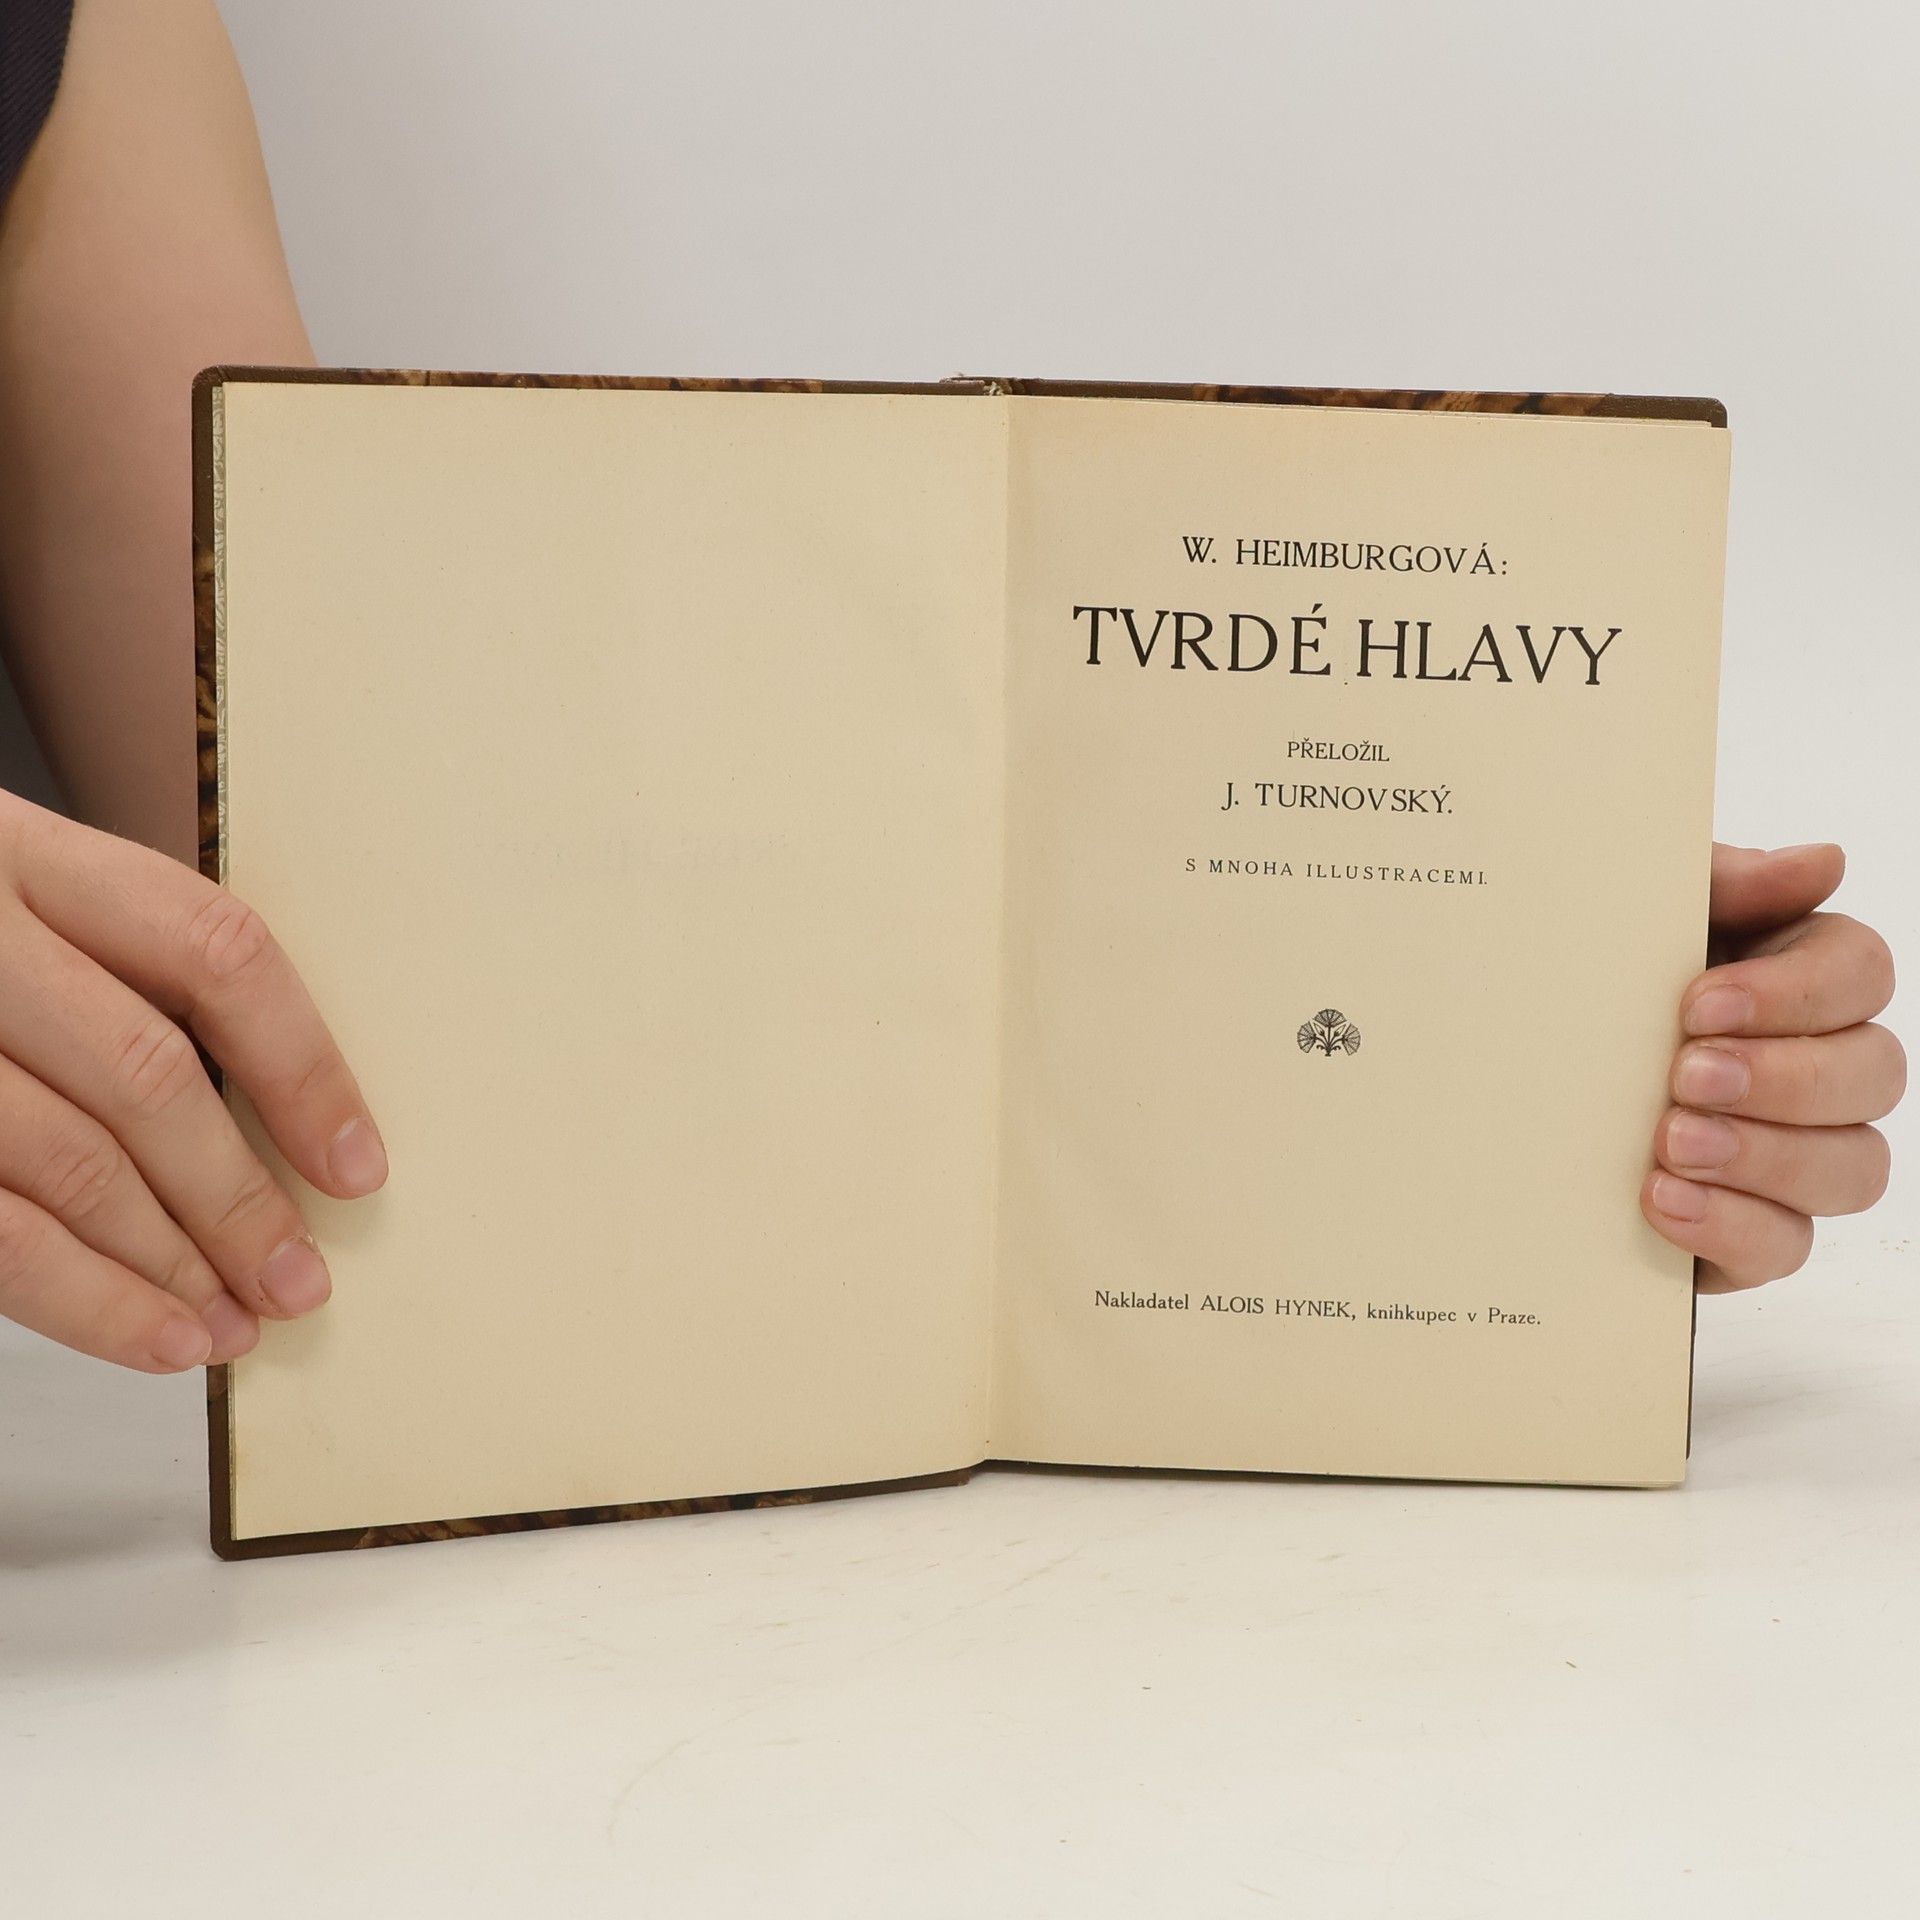 W. HEIMBURGOVÁ:
TVRDÉ HLAVY
PŘELOŽIL
J. TURNOVSKÝ.
S MNOHA ILLUSTRACEMI.
Nakladatel ALOIS HYNEK, knihkupec v Praze.